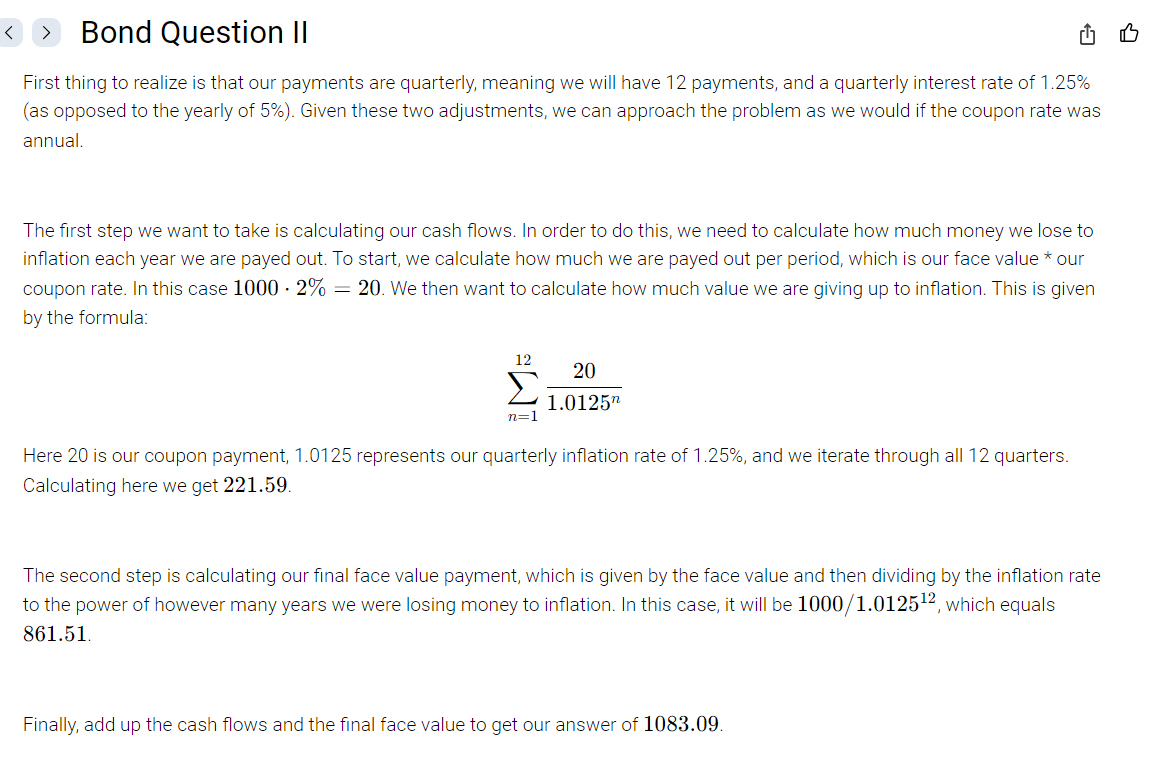 Bond Question II
First thing to realize is that our payments are quarterly, meaning we will have 12 payments, and a quarterly interest rate of 1.25%
(as opposed to the yearly of 5%). Given these two adjustments, we can approach the problem as we would if the coupon rate was
annual.
The first step we want to take is calculating our cash flows. In order to do this, we need to calculate how much money we lose to
inflation each year we are payed out. To start, we calculate how much we are payed out per period, which is our face value * our
coupon rate. In this case 1000 · 2% = 20. We then want to calculate how much value we are giving up to inflation. This is given
by the formula:
\sum_{n=1}^{12} \frac{20}{1.0125^n}
Here 20 is our coupon payment, 1.0125 represents our quarterly inflation rate of 1.25%, and we iterate through all 12 quarters.
Calculating here we get 221.59.
The second step is calculating our final face value payment, which is given by the face value and then dividing by the inflation rate
to the power of however many years we were losing money to inflation. In this case, it will be 1000/1.0125^{12}, which equals
861.51.
Finally, add up the cash flows and the final face value to get our answer of 1083.09.